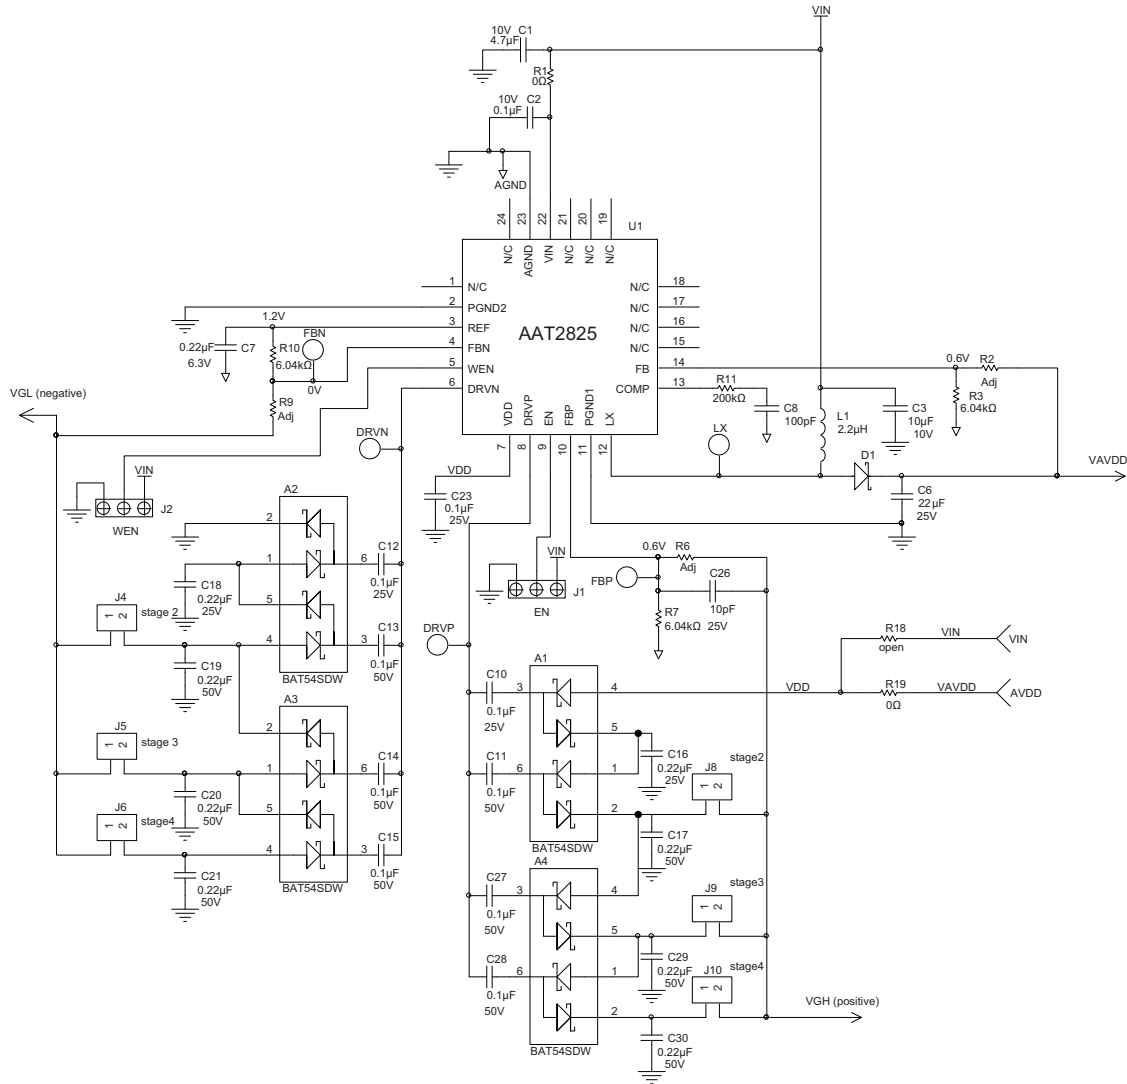 VIN
10V C1
4.7µF
R1
0Ω
10V C2
0.1µF
AGND
24
23
22
21
20
19
U1
N/C
AGND
VIN
N/C
N/C
N/C
1 N/C
2 PGND2
3 REF
4 FBN
5 WEN
6 DRVN
AAT2825
N/C 18
N/C 17
N/C 16
N/C 15
FB 14
COMP 13
VDD
DRVP
EN
FBP
PGND1
LX
7
8
9
10
11
12
1.2V
0.22µF C7
6.3V
R10
6.04kΩ
FBN
0V
R9
Adj
VGL (negative)
R11
200kΩ
C8
100pF
0.6V R2
Adj
R3
6.04kΩ
L1
2.2µH
C3
10µF
10V
LX
D1
VAVDD
C6
22µF
25V
DRVN
VDD
C23
0.1µF
25V
VIN
J2
WEN
A2
2
1
5
4
6
3
BAT54SDW
C12
0.1µF
25V
C13
0.1µF
50V
C18
0.22µF
25V
J4
1 2
stage 2
C19
0.22µF
50V
A3
2
1
5
4
6
3
BAT54SDW
C14
0.1µF
50V
C15
0.1µF
50V
J5
1 2
stage 3
C20
0.22µF
50V
J6
1 2
stage4
C21
0.22µF
50V
VIN
J1
EN
0.6V R6
Adj
FBP
C26
10pF
25V
R7
6.04kΩ
DRVP
R18
open
VIN
VIN
VDD
R19
0Ω
VAVDD
AVDD
A1
C10
0.1µF
25V
3
4
5
C11
0.1µF
50V
6
1
2
BAT54SDW
C16
0.22µF
25V
stage2
J8
1 2
C17
0.22µF
50V
A4
C27
0.1µF
50V
3
4
5
C28
0.1µF
50V
6
1
2
BAT54SDW
J9
1 2
stage3
C29
0.22µF
50V
J10
1 2
stage4
C30
0.22µF
50V
VGH (positive)